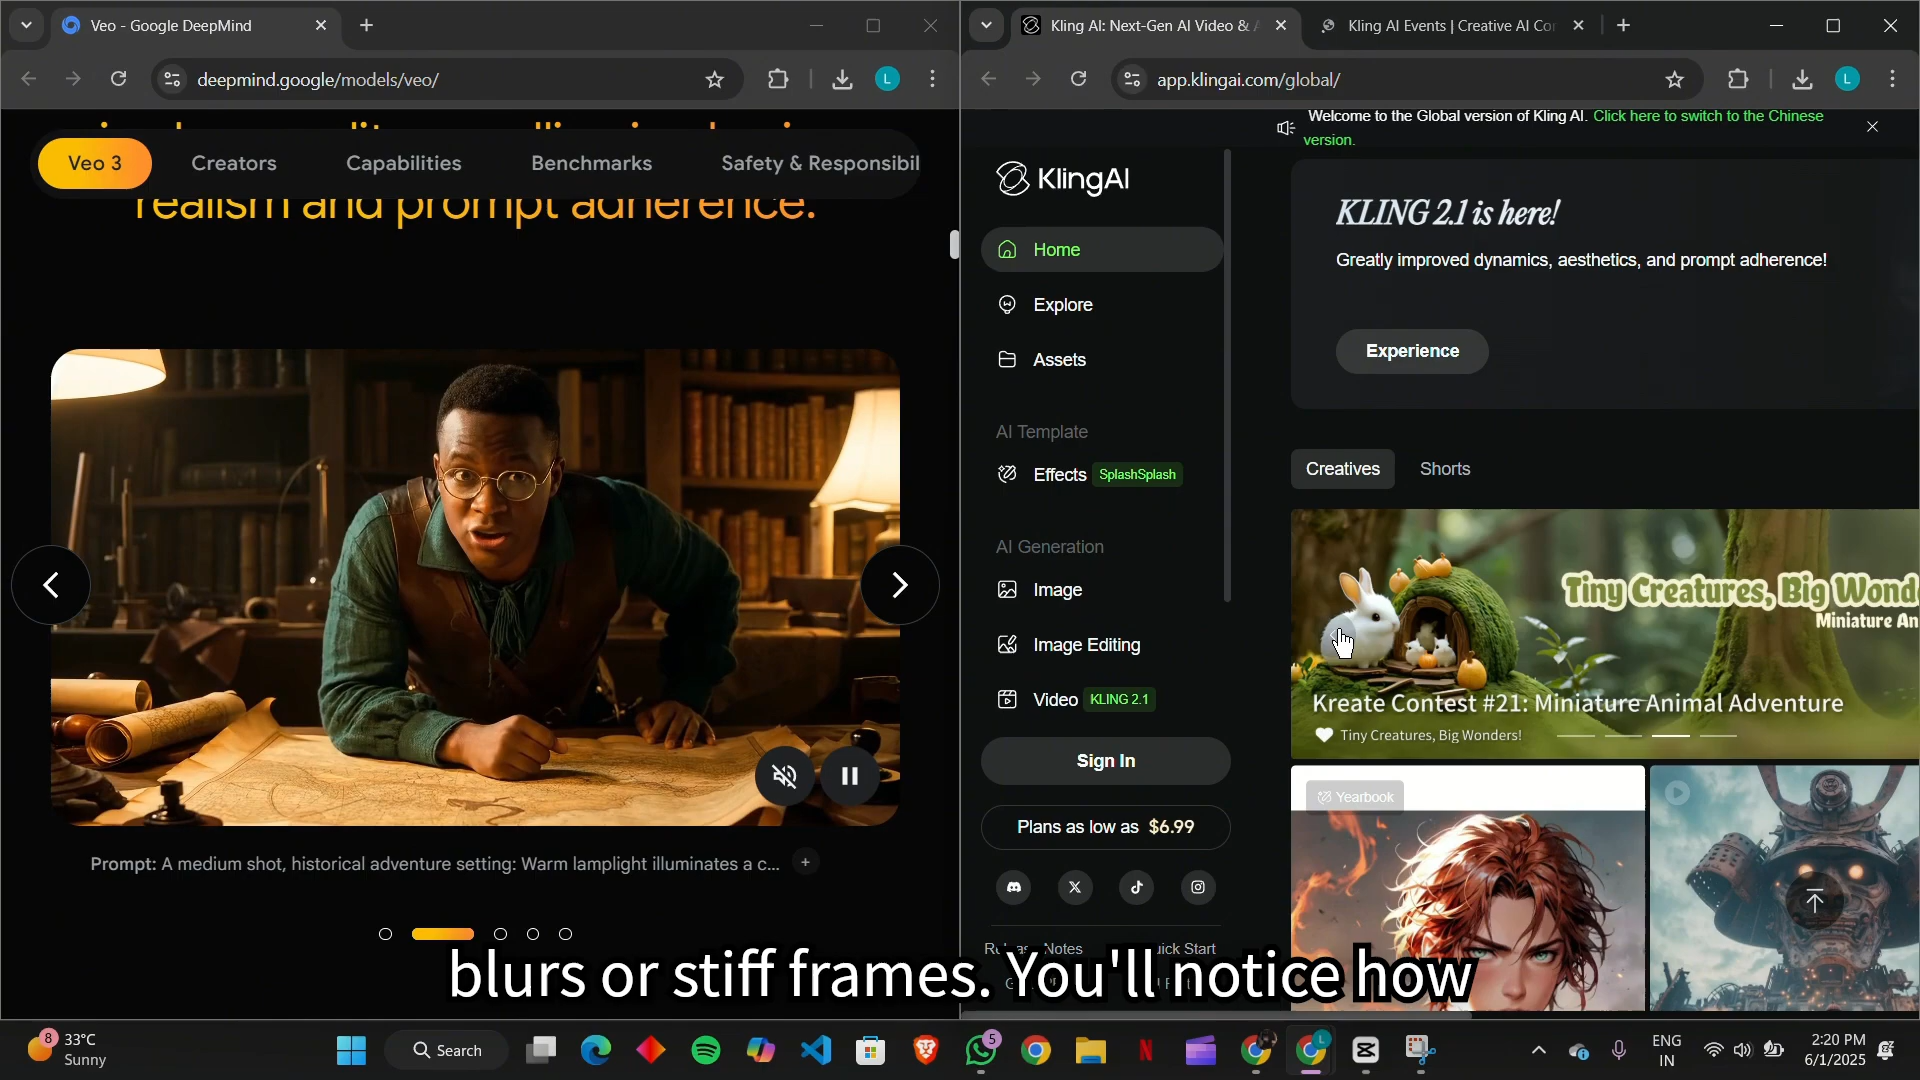 Veo - Google DeepMind
deepmind.google/models/veo/
L
Veo 3
Creators
Capabilities
Benchmarks
Safety & Responsibil
realism and prompt adherence.
Prompt: A medium shot, historical adventure setting: Warm lamplight illuminates a c...
Kling AI: Next-Gen AI Video &
Kling AI Events | Creative AI Co
app.klingai.com/global/
L
Welcome to the Global version of Kling AI. Click here to switch to the Chinese
version.
KlingAI
Home
Explore
Assets
AI Template
Effects SplashSplash
AI Generation
Image
Image Editing
Video KLING 2.1
Sign In
Plans as low as $6.99
Notes
KLING 2.1 is here!
Greatly improved dynamics, aesthetics, and prompt adherence!
Experience
Creatives
Shorts
Tiny Creatures, Big Wond
Miniature An
Kreate Contest #21: Miniature Animal Adventure
Tiny Creatures, Big Wonders!
Yearbook
blurs or stiff frames. You'll notice how
8
33°C
Sunny
Search
5
L
ENG
IN
2:20 PM
6/1/2025